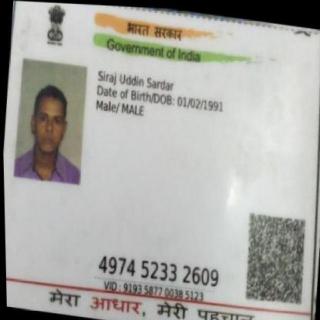 भारत सरकार
Government of India
Siraj Uddin Sardar
Date of Birth/DOB: 01/02/1991
Male/ MALE
4974 5233 2609
VID : 9193 5877 0038 5123
मेरा आधार, मेरी पहचान